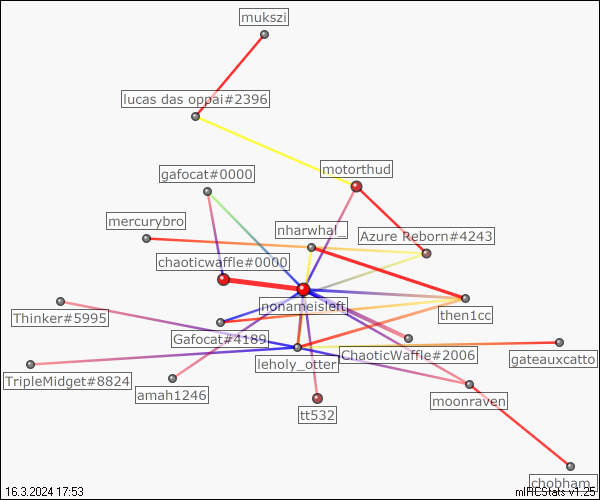 mukszi
lucas das oppai#2396
motorthud
gafocat#0000
mercurybro
nharwhal_
Azure Reborn#4243
chaoticwaffle#0000
nonameisleft
Thinker#5995
then1cc
Gafocat#4189
ChaoticWaffle#2006
gateauxcatto
leholy_otter
TripleMidget#8824
amah1246
moonraven
tt532
chobham_
16.3.2024 17:53
mIRCStats v1.25